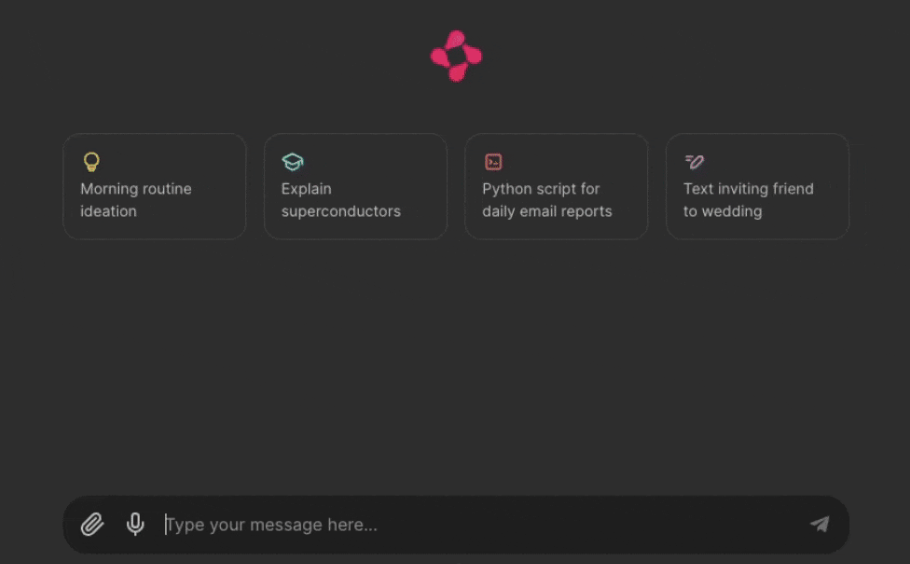 Morning routine
ideation
Explain
superconductors
Python script for
daily email reports
Text inviting friend
to wedding
Type your message here...